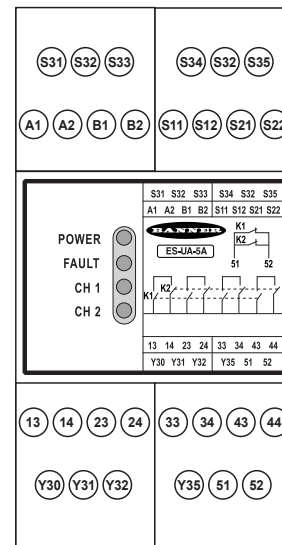 S31 S32 S33 S34 S32 S35
A1 A2 B1 B2 S11 S12 S21 S22
S31 S32 S33 S34 S32 S35
A1 A2 B1 B2 S11 S12 S21 S22
BANNER
ES-UA-5A
K1
K2
51 52
POWER
FAULT
CH 1
CH 2
K1 K2
13 14 23 24 33 34 43 44
Y30 Y31 Y32 Y35 51 52
13 14 23 24 33 34 43 44
Y30 Y31 Y32 Y35 51 52